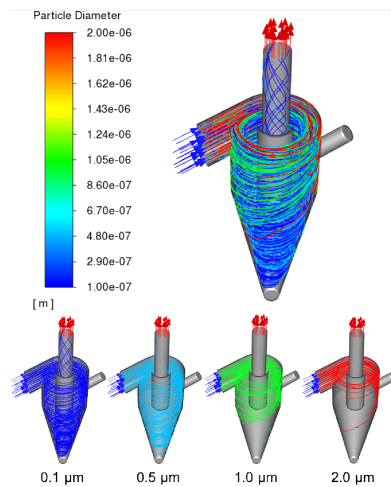 Particle Diameter
2.00e-06
1.81e-06
1.62e-06
1.43e-06
1.24e-06
1.05e-06
8.60e-07
6.70e-07
4.80e-07
2.90e-07
1.00e-07
[ m ]
0.1 µm 0.5 µm 1.0 µm 2.0 µm